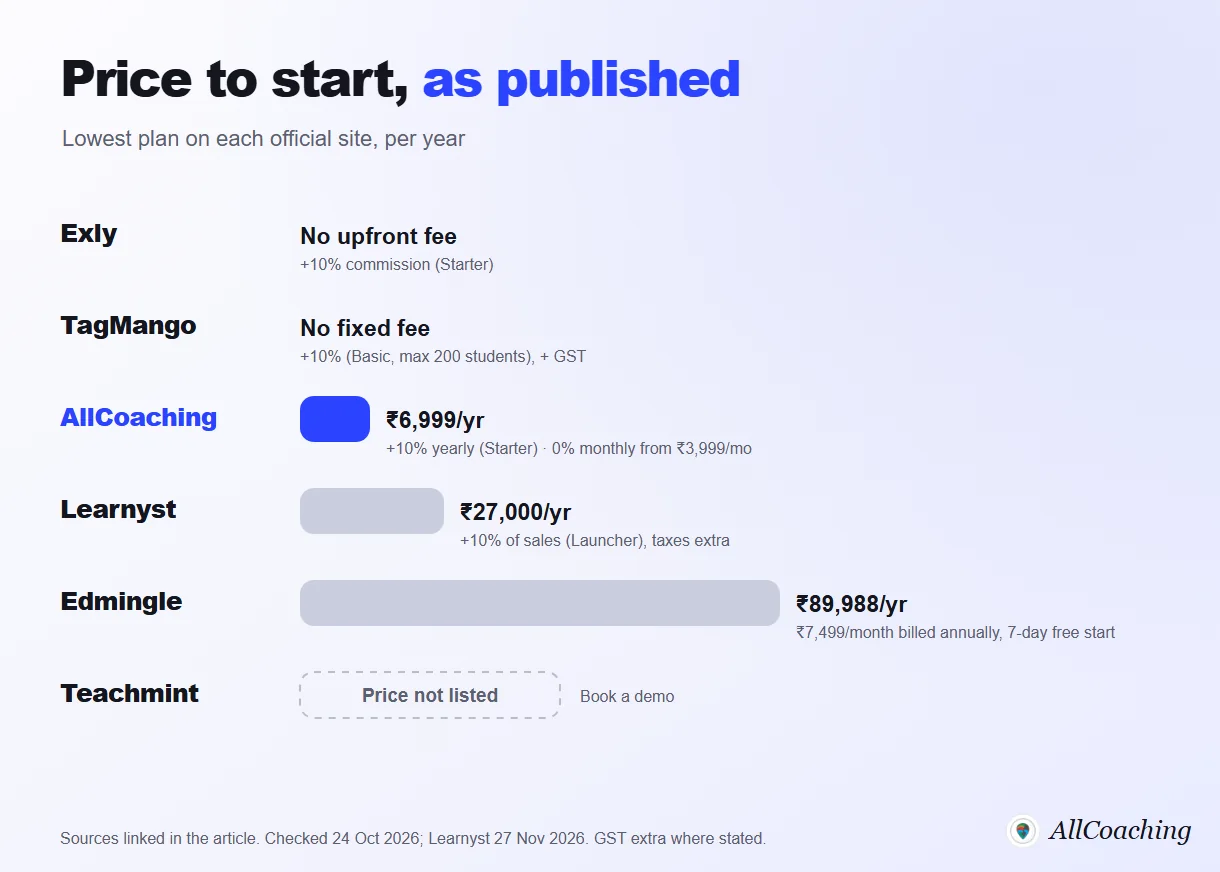 Price to start, as published
Lowest plan on each official site, per year
Exly
No upfront fee
+10% commission (Starter)
TagMango
No fixed fee
+10% (Basic, max 200 students), + GST
AllCoaching
₹6,999/yr
+10% yearly (Starter) · 0% monthly from ₹3,999/mo
Learnyst
₹27,000/yr
+10% of sales (Launcher), taxes extra
Edmingle
₹89,988/yr
₹7,499/month billed annually, 7-day free start
Teachmint
Price not listed
Book a demo
Sources linked in the article. Checked 24 Oct 2026; Learnyst 27 Nov 2026. GST extra where stated.
AllCoaching